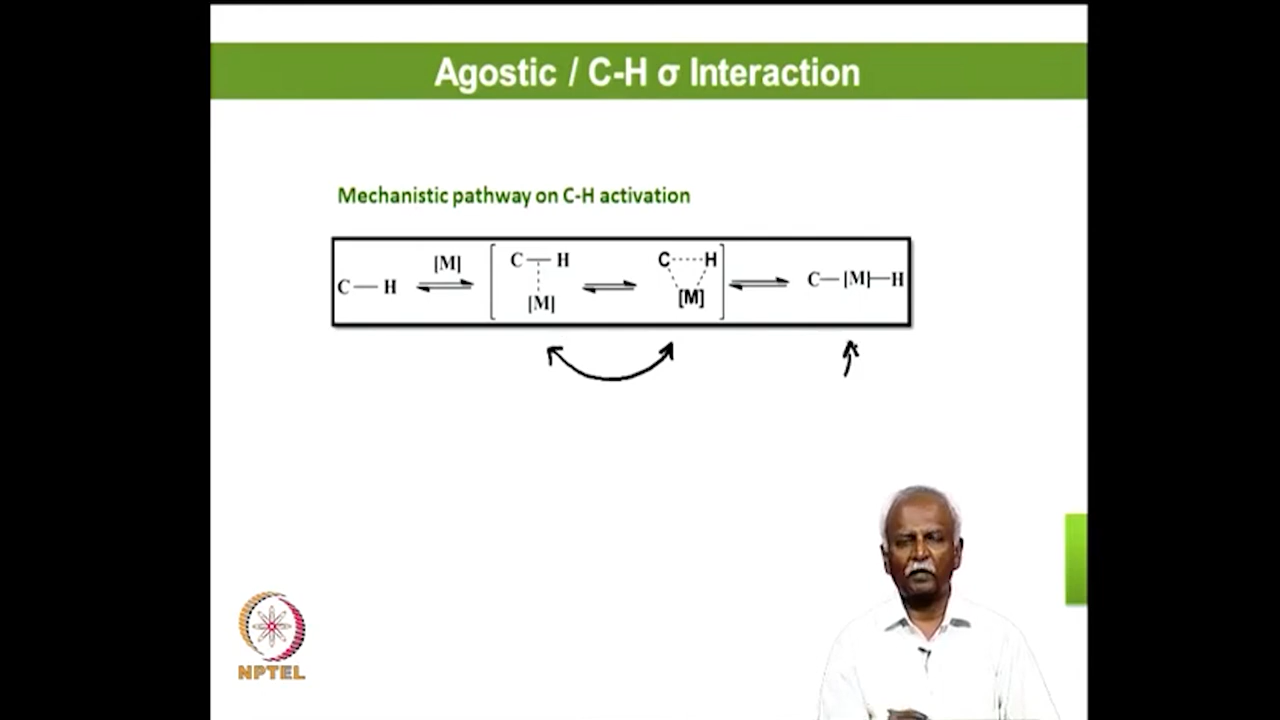 Agostic / C-H σ Interaction
Mechanistic pathway on C-H activation
C — H ⇌ [M] [ C — H [M] ⇌ C ---- H [M] ] ⇌ C — [M] — H
NPTEL